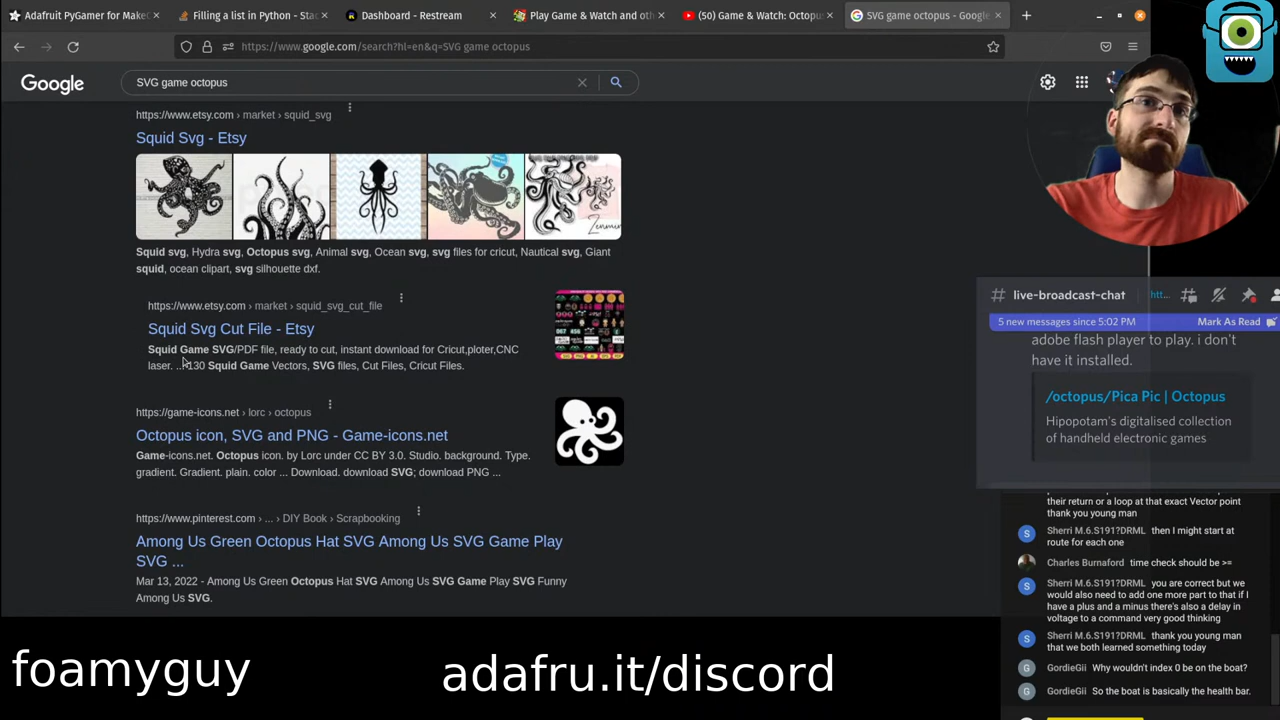 Adafruit PyGamer for MakeC
Filling a list in Python - Stac
Dashboard - Restream
Play Game & Watch and oth
(50) Game & Watch: Octopus
SVG game octopus - Google
https://www.google.com/search?hl=en&q=SVG game octopus
Google
SVG game octopus
https://www.etsy.com › market › squid_svg
Squid Svg - Etsy
Squid svg, Hydra svg, Octopus svg, Animal svg, Ocean svg, svg files for cricut, Nautical svg, Giant
squid, ocean clipart, svg silhouette dxf.
https://www.etsy.com › market › squid_svg_cut_file
Squid Svg Cut File - Etsy
Squid Game SVG/PDF file, ready to cut, instant download for Cricut,ploter,CNC
laser. ... 130 Squid Game Vectors, SVG files, Cut Files, Cricut Files.
https://game-icons.net › lorc › octopus
Octopus icon, SVG and PNG - Game-icons.net
Game-icons.net. Octopus icon. by Lorc under CC BY 3.0. Studio. background. Type.
gradient. Gradient. plain. color ... Download. download SVG; download PNG ...
https://www.pinterest.com › ... › DIY Book › Scrapbooking
Among Us Green Octopus Hat SVG Among Us SVG Game Play
SVG ...
Mar 13, 2022 - Among Us Green Octopus Hat SVG Among Us SVG Game Play SVG Funny
Among Us SVG.
# live-broadcast-chat
htt...
5 new messages since 5:02 PM
Mark As Read
adobe flash player to play. i don't
have it installed.
/octopus/Pica Pic | Octopus
Hipopotam's digitalised collection
of handheld electronic games
their return or a loop at that exact Vector point
thank you young man
S Sherri M.6.S191?DRML then I might start at
route for each one
Charles Burnaford time check should be >=
S Sherri M.6.S191?DRML you are correct but we
would also need to add one more part to that if I
have a plus and a minus there's also a delay in
voltage to a command very good thinking
S Sherri M.6.S191?DRML thank you young man
that we both learned something today
G GordieGii Why wouldn't index 0 be on the boat?
G GordieGii So the boat is basically the health bar.
foamyguy
adafru.it/discord